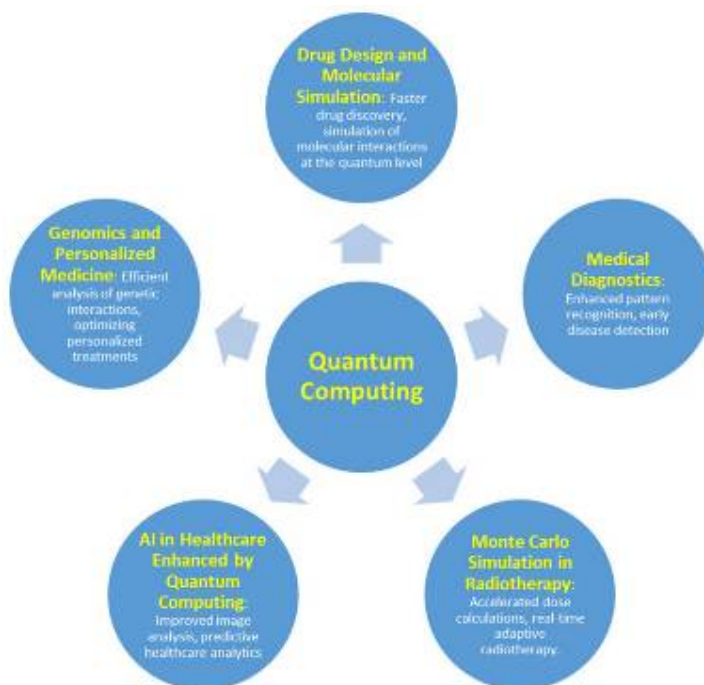 Drug Design and
Molecular
Simulation: Faster
drug discovery,
simulation of
molecular interactions
at the quantum level
Genomics and
Personalized
Medicine: Efficient
analysis of genetic
interactions,
optimizing
personalized
treatments
Medical
Diagnostics:
Enhanced pattern
recognition, early
disease detection
Quantum
Computing
AI in Healthcare
Enhanced by
Quantum
Computing:
Improved image
analysis, predictive
healthcare analytics
Monte Carlo
Simulation in
Radiotherapy:
Accelerated dose
calculations, real-time
adaptive
radiotherapy.